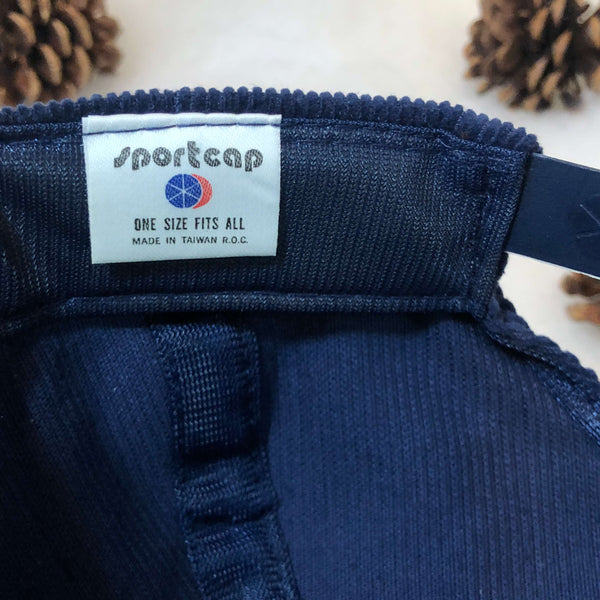 sportcap
ONE SIZE FITS ALL
MADE IN TAIWAN R.O.C.